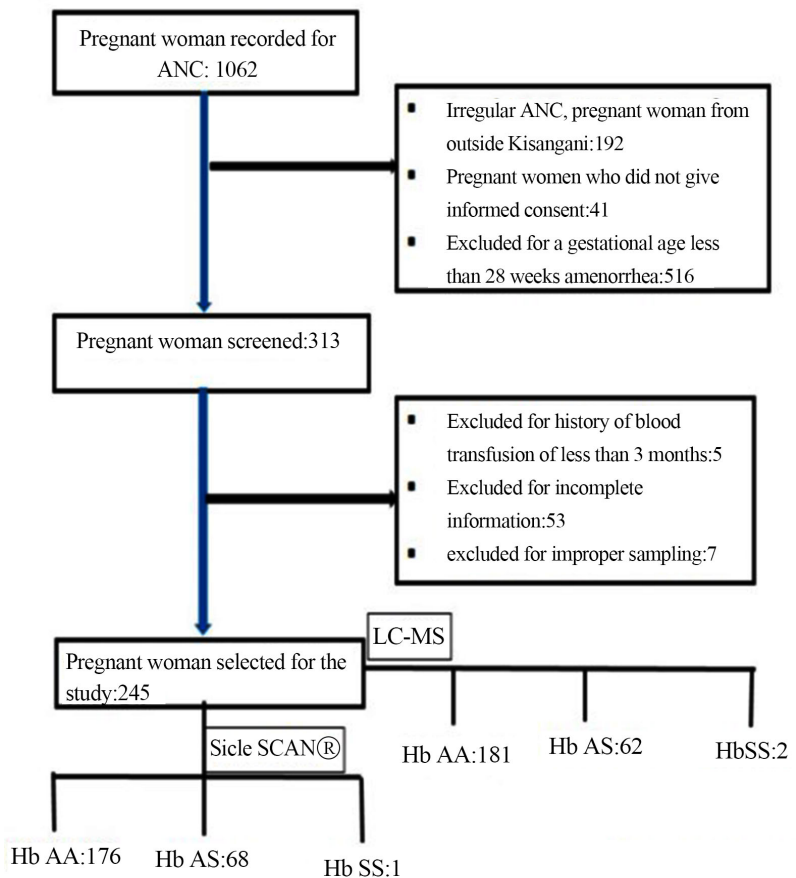 Pregnant woman recorded for
ANC: 1062
▪ Irregular ANC, pregnant woman from
outside Kisangani:192
▪ Pregnant women who did not give
informed consent:41
▪ Excluded for a gestational age less
than 28 weeks amenorrhea:516
Pregnant woman screened:313
▪ Excluded for history of blood
transfusion of less than 3 months:5
▪ Excluded for incomplete
information:53
▪ excluded for improper sampling:7
LC-MS
Pregnant woman selected for the
study:245
Hb AA:181
Hb AS:62
HbSS:2
Sicle SCAN®
Hb AA:176
Hb AS:68
Hb SS:1